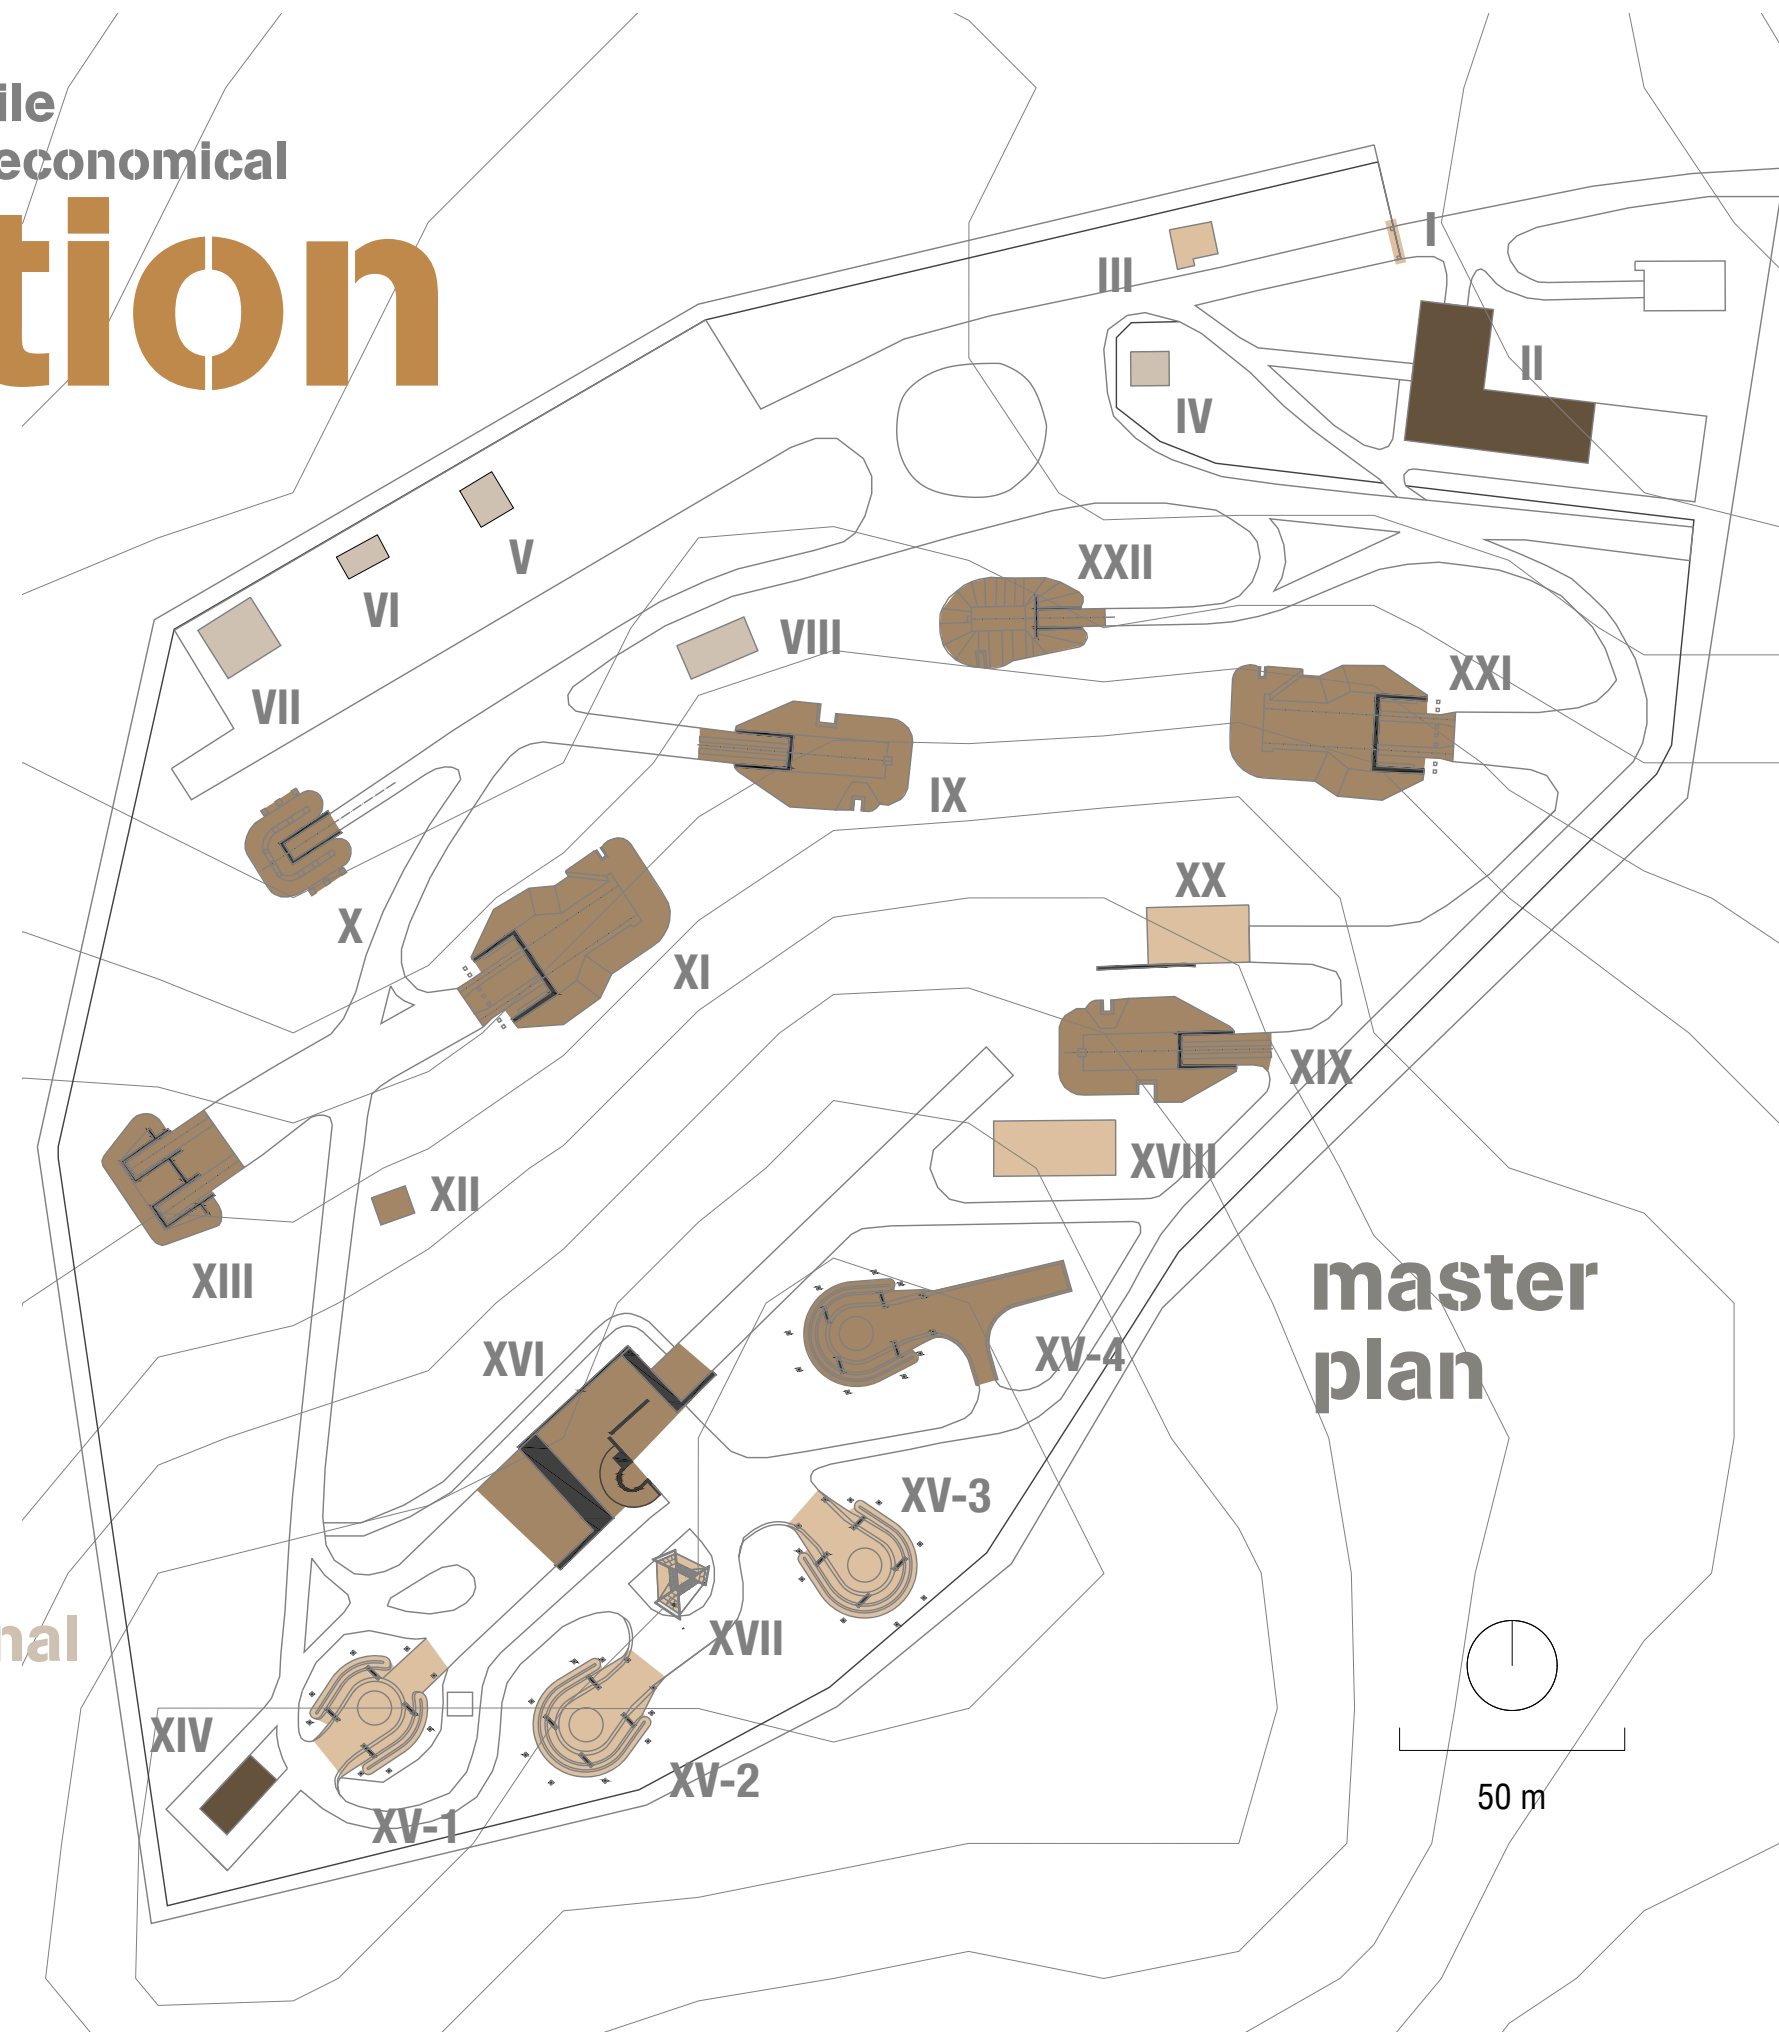 ile
economical
tion
I
III
II
IV
V
XXII
VI
VIII
XXI
VII
IX
XX
X
XI
XIX
XVIII
XII
XIII
master
plan
XVI
XV-4
XV-3
nal
XVII
XIV
XV-2
50 m
XV-1